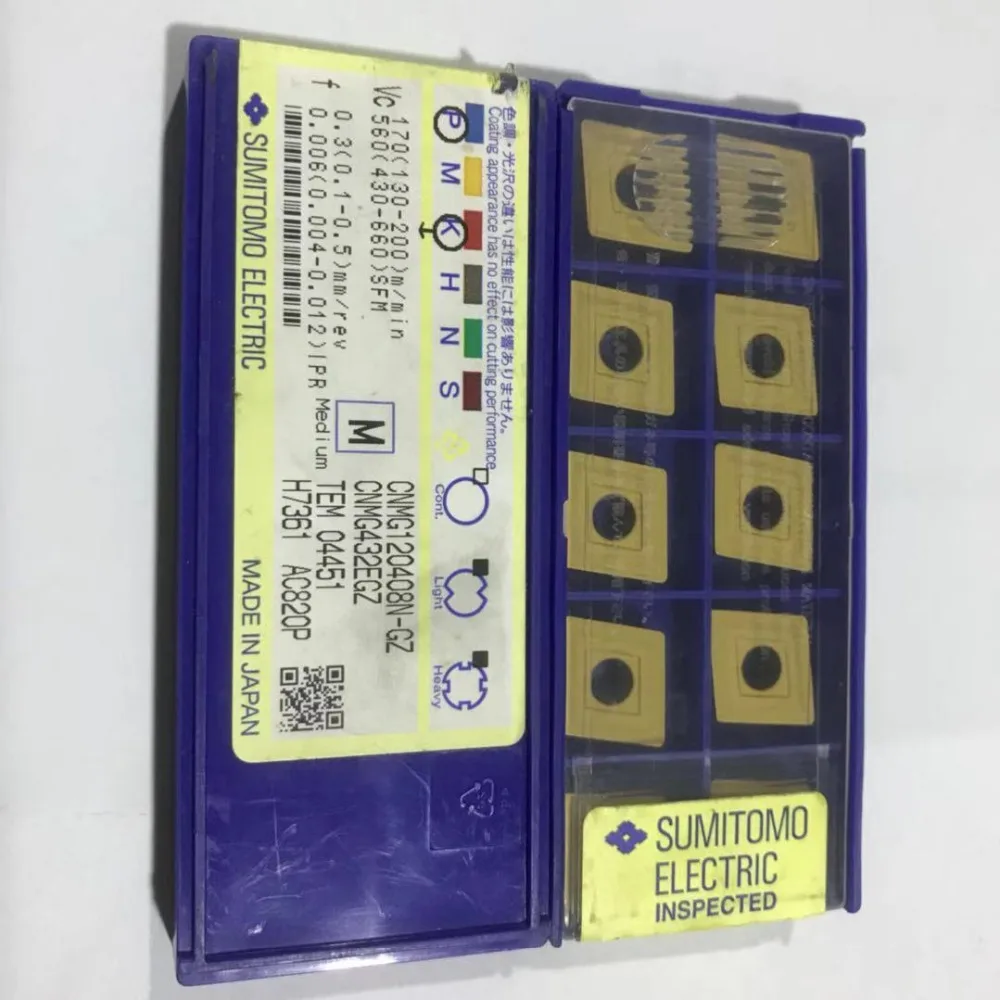 色調・光沢の違いは性能には影響ありません。
Coating appearance has no effect on cutting performance
P M K H N S
Cont.
Light
Heavy
Vc 170(130-200)m/min
Vc 560(430-660)SFM
f 0.3(0.1-0.5)mm/rev
f 0.006(0.004-0.012)IPR
Medium
M
CNMG120408N-GZ
CNMG432EGZ
TEM 04451
H7361 AC820P
SUMITOMO ELECTRIC
MADE IN JAPAN
SUMITOMO
ELECTRIC
INSPECTED